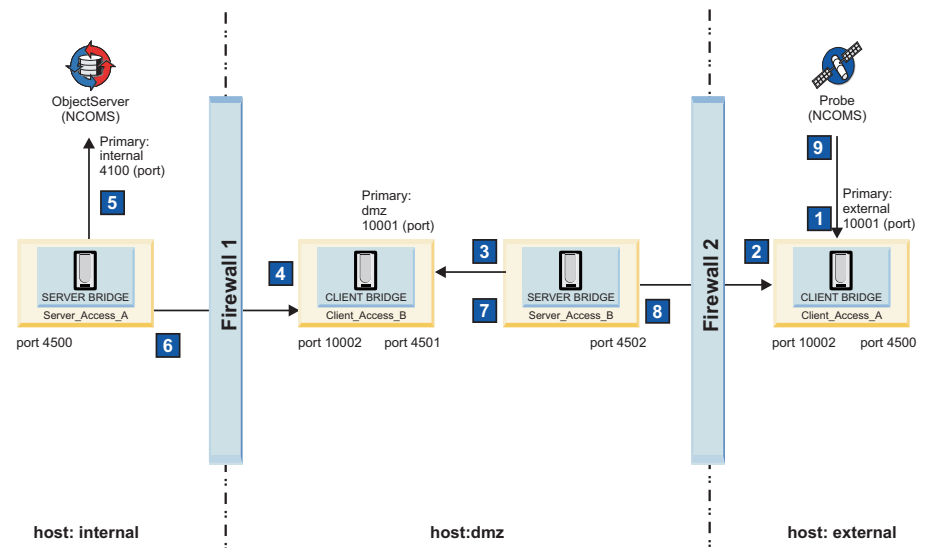 ObjectServer
(NCOMS)
Primary:
internal
4100 (port)
5
SERVER BRIDGE
Server_Access_A
port 4500
6
Firewall 1
4
Primary:
dmz
10001 (port)
CLIENT BRIDGE
Client_Access_B
port 10002
port 4501
3
7
SERVER BRIDGE
Server_Access_B
port 4502
8
Firewall 2
2
Probe
(NCOMS)
9
1
Primary:
external
10001 (port)
CLIENT BRIDGE
Client_Access_A
port 10002
port 4500
host: internal
host:dmz
host: external